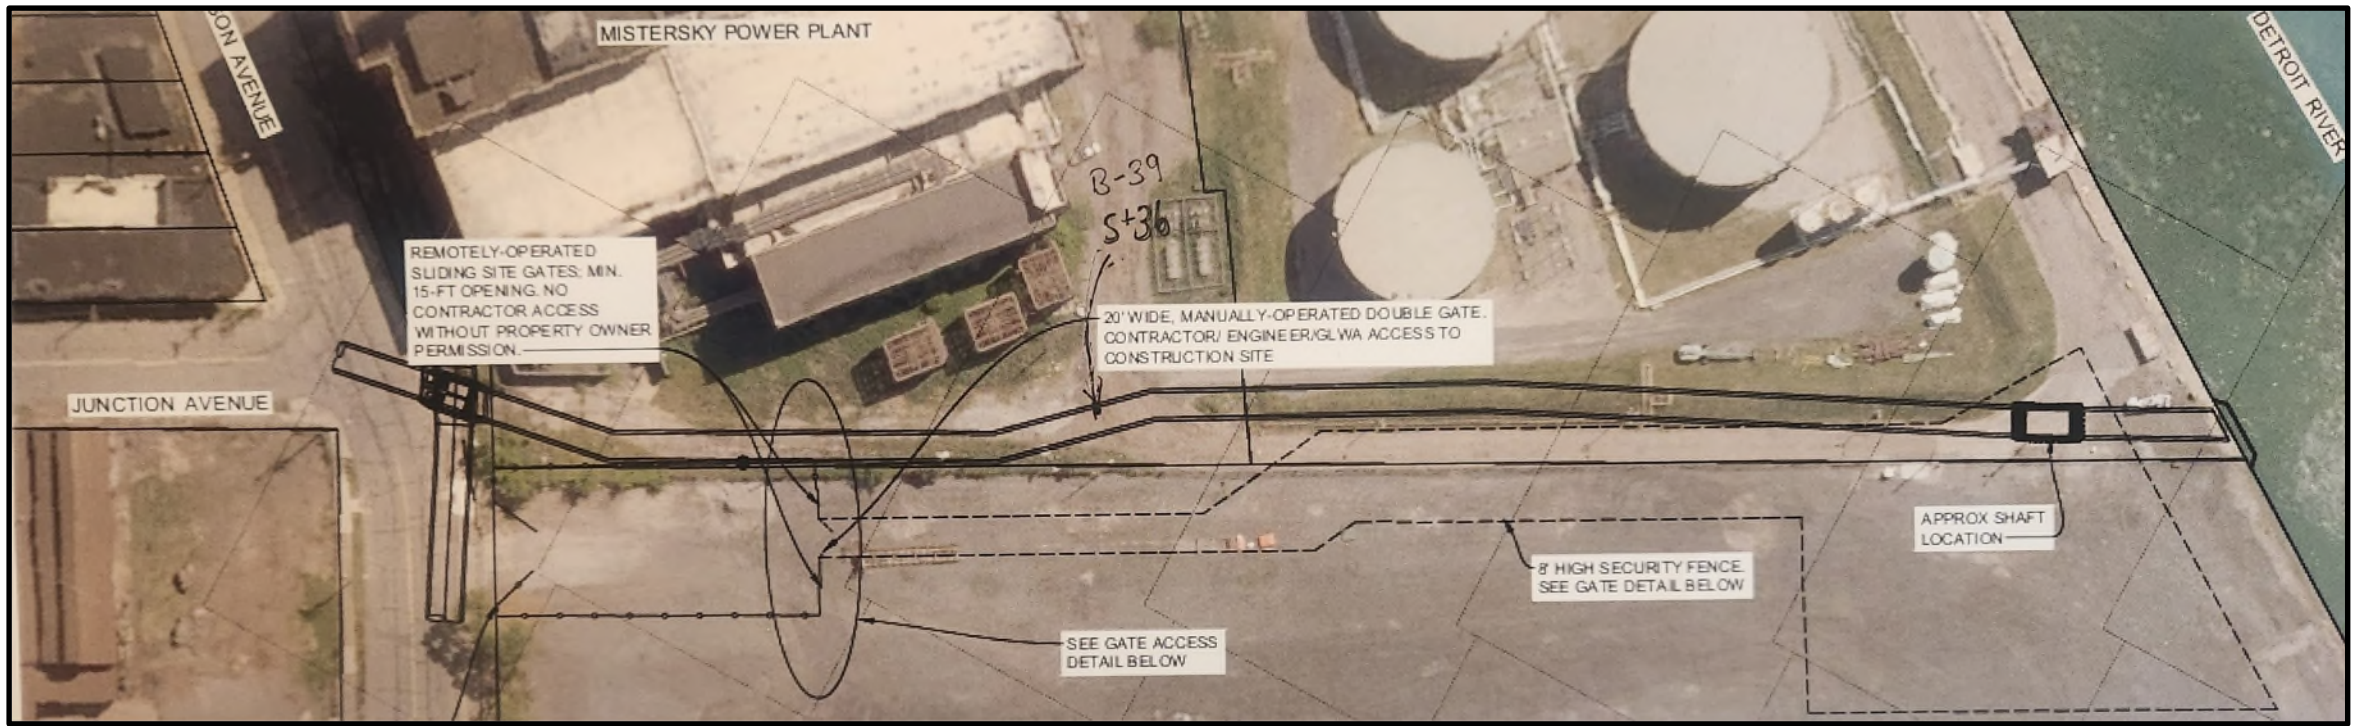 SON AVENUE
MISTERSKY POWER PLANT
DETROIT RIVER
B-39
5+36
REMOTELY-OPERATED
SLIDING SITE GATES; MIN.
15-FT OPENING. NO
CONTRACTOR ACCESS
WITHOUT PROPERTY OWNER
PERMISSION.
20' WIDE, MANUALLY-OPERATED DOUBLE GATE.
CONTRACTOR/ ENGINEER/GLWA ACCESS TO
CONSTRUCTION SITE
JUNCTION AVENUE
APPROX SHAFT
LOCATION
8' HIGH SECURITY FENCE.
SEE GATE DETAIL BELOW
SEE GATE ACCESS
DETAIL BELOW